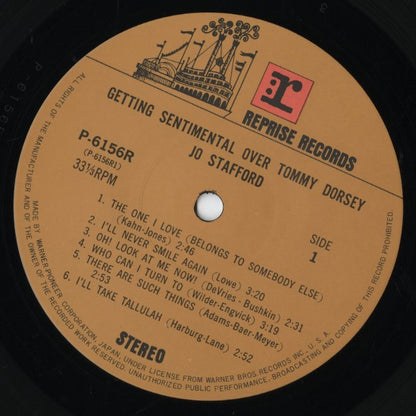 r:
REPRISE RECORDS
GETTING SENTIMENTAL OVER TOMMY DORSEY
JO STAFFORD
P-6156R
(P-6156R1)
33⅓RPM
SIDE
1
1. THE ONE I LOVE (BELONGS TO SOMEBODY ELSE)
(Kahn-Jones) 2:46
2. I'LL NEVER SMILE AGAIN (Lowe) 3:20
3. OH! LOOK AT ME NOW! (DeVries - Bushkin) 2:31
4. WHO CAN I TURN TO (Wilder-Engvick) 3:19
5. THERE ARE SUCH THINGS (Adams-Baer-Meyer)
2:53
6. I'LL TAKE TALLULAH (Harburg-Lane) 2:52
STEREO
ALL RIGHTS OF THE MANUFACTURER AND OF THE OWNER OF THE RECORDED WORK RESERVED. UNAUTHORIZED PUBLIC PERFORMANCE, BROADCASTING AND COPYING OF THIS RECORD PROHIBITED.
MADE BY WARNER-PIONEER CORPORATION, JAPAN, UNDER LICENSE FROM WARNER BROS. RECORDS INC., U.S.A.